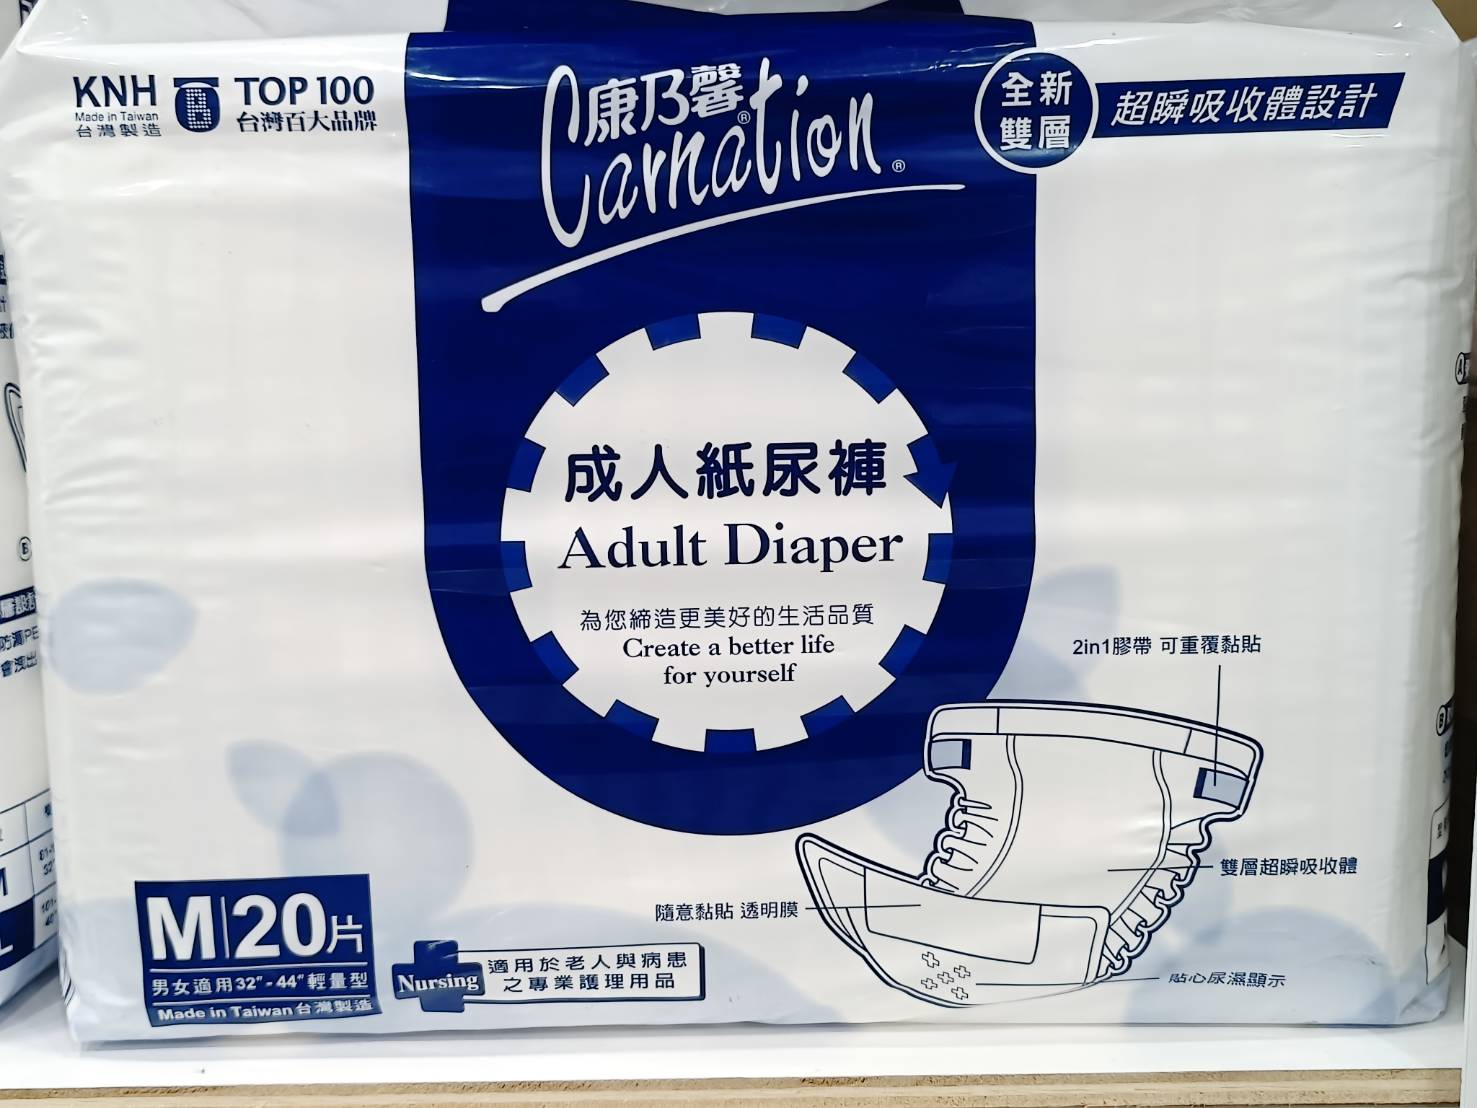 KNH
Made in Taiwan
台灣製造
TOP 100
台灣百大品牌
康乃馨®
Carnation®
全新
雙層
超瞬吸收體設計
成人紙尿褲
Adult Diaper
為您締造更美好的生活品質
Create a better life
for yourself
2in1膠帶 可重覆黏貼
雙層超瞬吸收體
隨意黏貼 透明膜
貼心尿濕顯示
M|20片
男女適用32"-44"輕量型
Made in Taiwan台灣製造
Nursing
適用於老人與病患
之專業護理用品